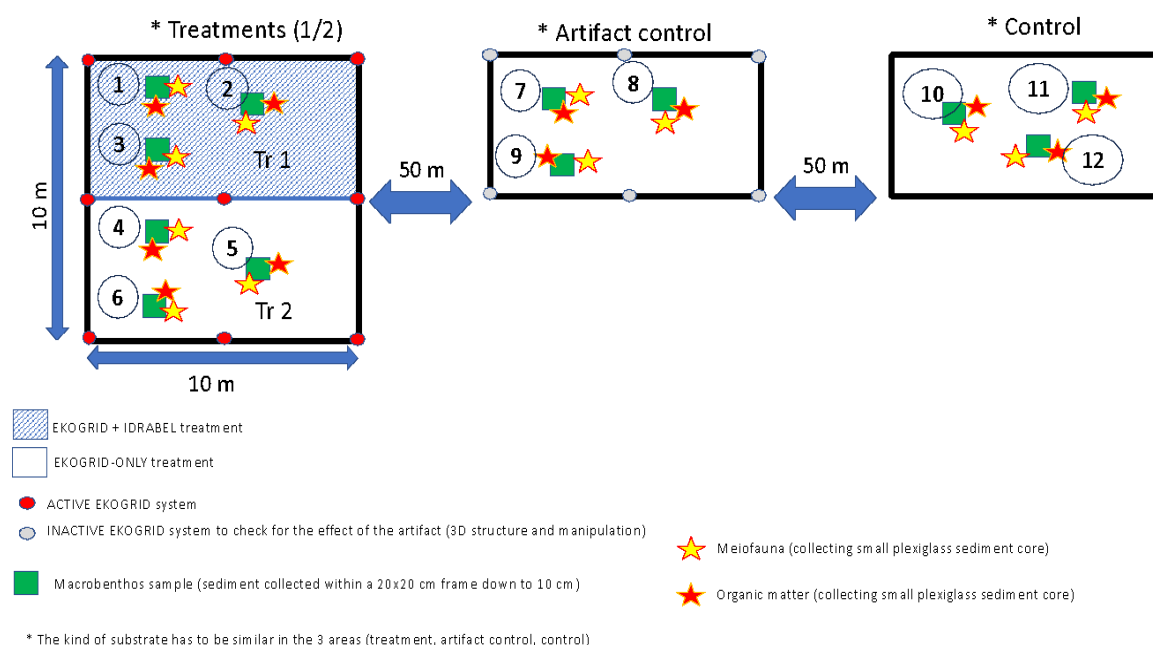 * Treatments (1/2)
* Artifact control
* Control
1
2
3
Tr 1
4
5
6
Tr 2
7
8
9
10
11
12
10 m
10 m
50 m
50 m
EKOGRID + IDRABEL treatment
EKOGRID-ONLY treatment
ACTIVE EKOGRID system
INACTIVE EKOGRID system to check for the effect of the artifact (3D structure and manipulation)
Macrobenthos sample (sediment collected within a 20x20 cm frame down to 10 cm)
Meiofauna (collecting small plexiglass sediment core)
Organic matter (collecting small plexiglass sediment core)
* The kind of substrate has to be similar in the 3 areas (treatment, artifact control, control)